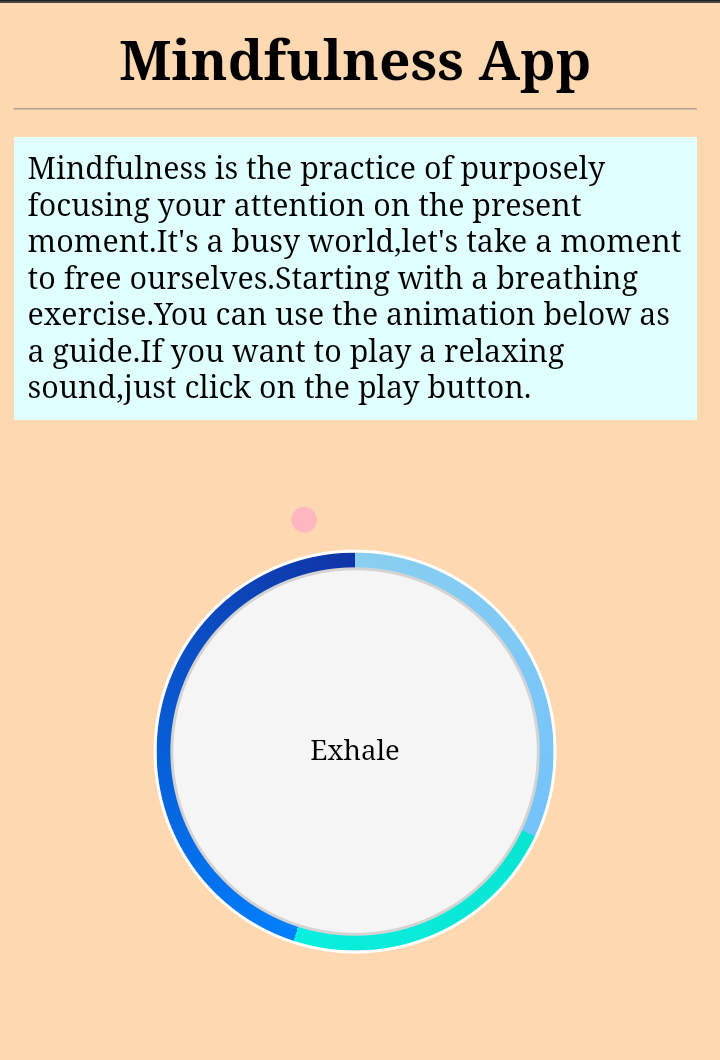 Mindfulness App
Mindfulness is the practice of purposely
focusing your attention on the present
moment.It's a busy world,let's take a moment
to free ourselves.Starting with a breathing
exercise.You can use the animation below as
a guide.If you want to play a relaxing
sound,just click on the play button.
Exhale